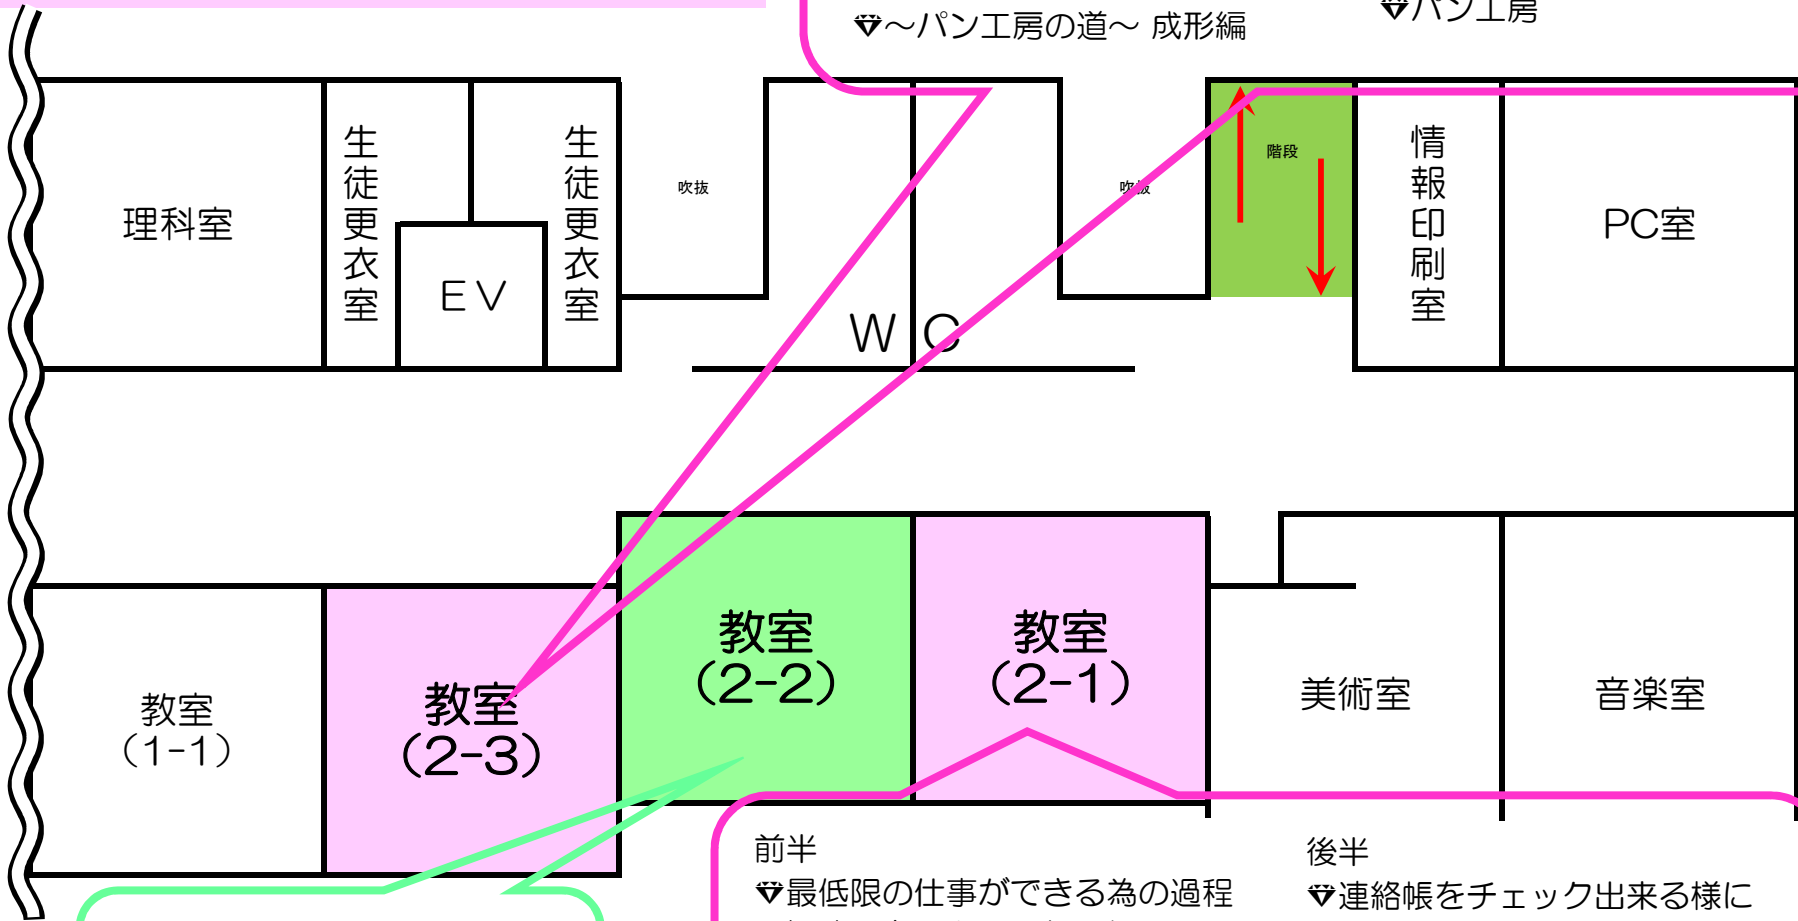 💎～パン工房の道～ 成形編
💎パン工房
理科室
生徒更衣室
EV
生徒更衣室
吹抜
WC
吹抜
階段
情報印刷室
PC室
教室
(1-1)
教室
(2-3)
教室
(2-2)
教室
(2-1)
美術室
音楽室
前半
💎最低限の仕事ができる為の過程
後半
💎連絡帳をチェック出来る様に